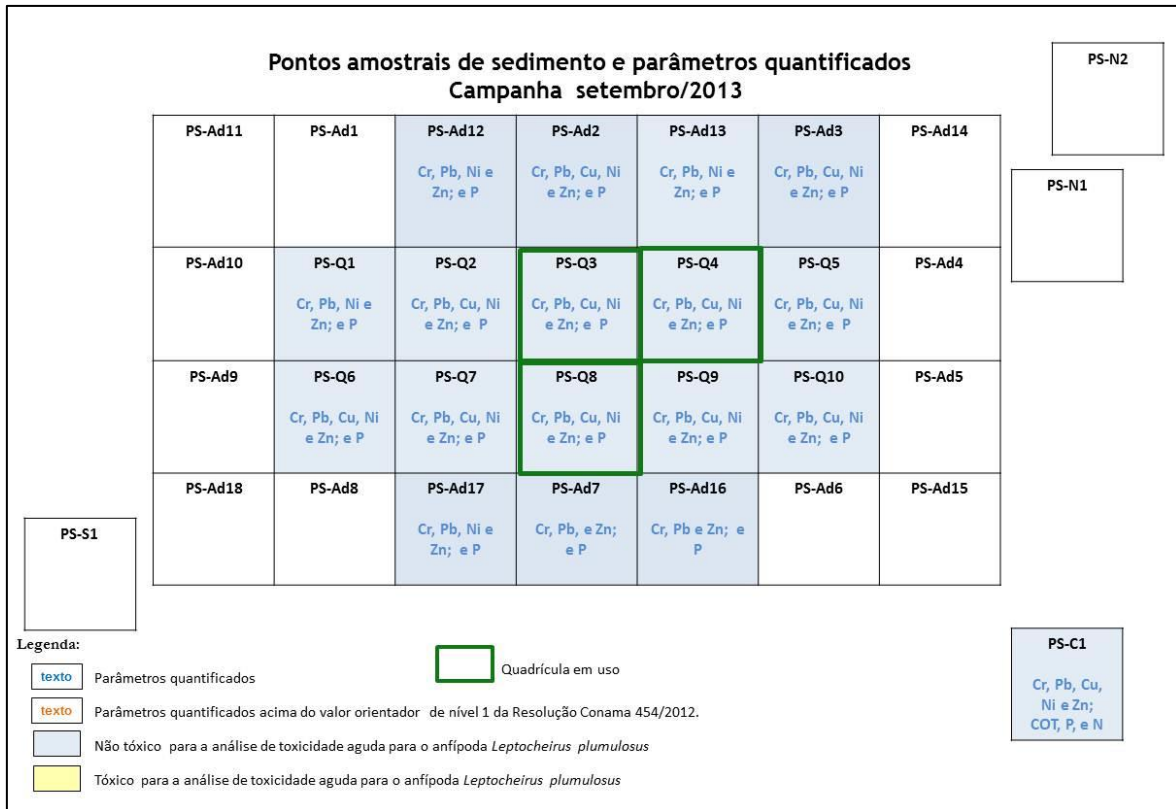 Pontos amostrais de sedimento e parâmetros quantificados
Campanha setembro/2013
PS-N2
PS-N1
PS-Ad11
PS-Ad1
PS-Ad12
Cr, Pb, Ni e
Zn; e P
PS-Ad2
Cr, Pb, Cu, Ni
e Zn; e P
PS-Ad13
Cr, Pb, Ni e
Zn; e P
PS-Ad3
Cr, Pb, Cu, Ni
e Zn; e P
PS-Ad14
PS-Ad10
PS-Q1
Cr, Pb, Ni e
Zn; e P
PS-Q2
Cr, Pb, Cu, Ni
e Zn; e P
PS-Q3
Cr, Pb, Cu, Ni
e Zn; e P
PS-Q4
Cr, Pb, Cu, Ni
e Zn; e P
PS-Q5
Cr, Pb, Cu, Ni
e Zn; e P
PS-Ad4
PS-Ad9
PS-Q6
Cr, Pb, Cu, Ni
e Zn; e P
PS-Q7
Cr, Pb, Cu, Ni
e Zn; e P
PS-Q8
Cr, Pb, Cu, Ni
e Zn; e P
PS-Q9
Cr, Pb, Cu, Ni
e Zn; e P
PS-Q10
Cr, Pb, Cu, Ni
e Zn; e P
PS-Ad5
PS-Ad18
PS-Ad8
PS-Ad17
Cr, Pb, Ni e
Zn; e P
PS-Ad7
Cr, Pb, e Zn;
e P
PS-Ad16
Cr, Pb e Zn; e
P
PS-Ad6
PS-Ad15
PS-S1
PS-C1
Cr, Pb, Cu,
Ni e Zn;
COT, P, e N
Legenda:
texto Parâmetros quantificados
Quadrícula em uso
texto Parâmetros quantificados acima do valor orientador de nível 1 da Resolução Conama 454/2012.
Não tóxico para a análise de toxicidade aguda para o anfípoda Leptocheirus plumulosus
Tóxico para a análise de toxicidade aguda para o anfípoda Leptocheirus plumulosus